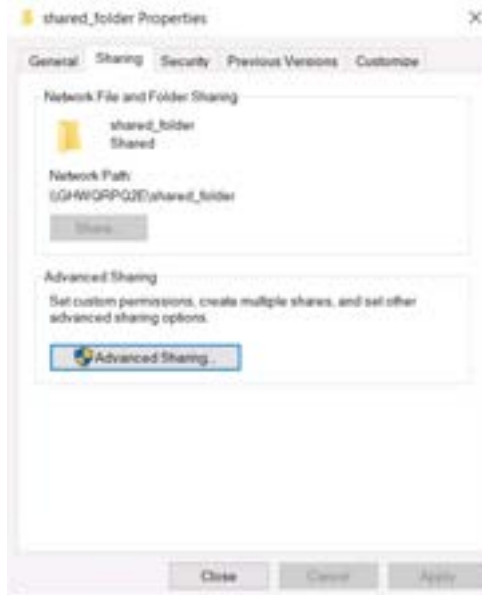 shared_folder Properties
General Sharing Security Previous Versions Customize
Network File and Folder Sharing
shared_folder
Shared
Network Path:
Share...
Advanced Sharing
Set custom permissions, create multiple shares, and set other
advanced sharing options.
Advanced Sharing...
Close Cancel Apply